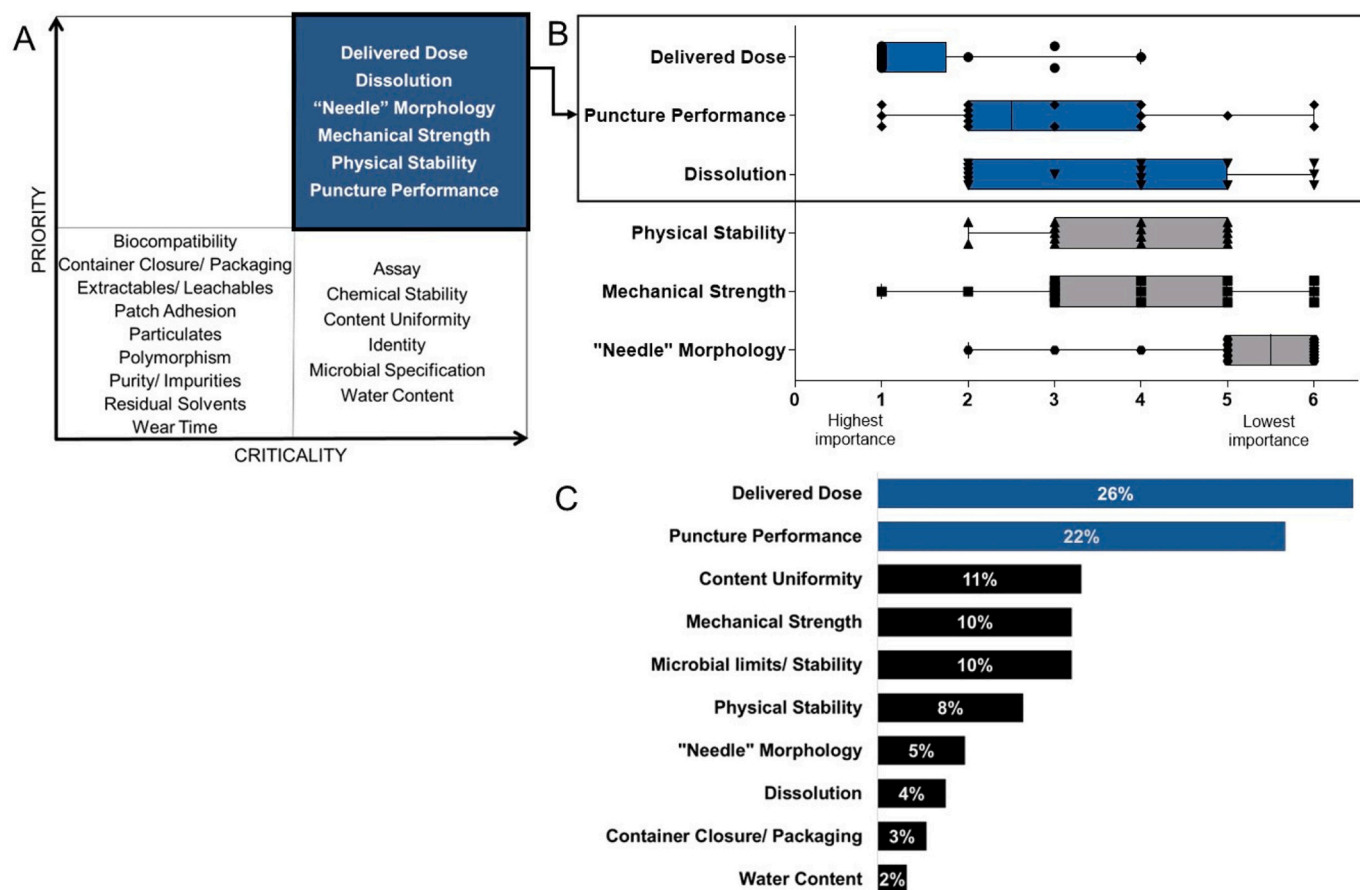 A
PRIORITY
CRITICALITY
Delivered Dose
Dissolution
“Needle” Morphology
Mechanical Strength
Physical Stability
Puncture Performance
Biocompatibility
Container Closure/ Packaging
Extractables/ Leachables
Patch Adhesion
Particulates
Polymorphism
Purity/ Impurities
Residual Solvents
Wear Time
Assay
Chemical Stability
Content Uniformity
Identity
Microbial Specification
Water Content
B
Delivered Dose
Puncture Performance
Dissolution
Physical Stability
Mechanical Strength
"Needle" Morphology
0 1 2 3 4 5 6
Highest
importance
Lowest
importance
C
Delivered Dose 26%
Puncture Performance 22%
Content Uniformity 11%
Mechanical Strength 10%
Microbial limits/ Stability 10%
Physical Stability 8%
"Needle" Morphology 5%
Dissolution 4%
Container Closure/ Packaging 3%
Water Content 2%